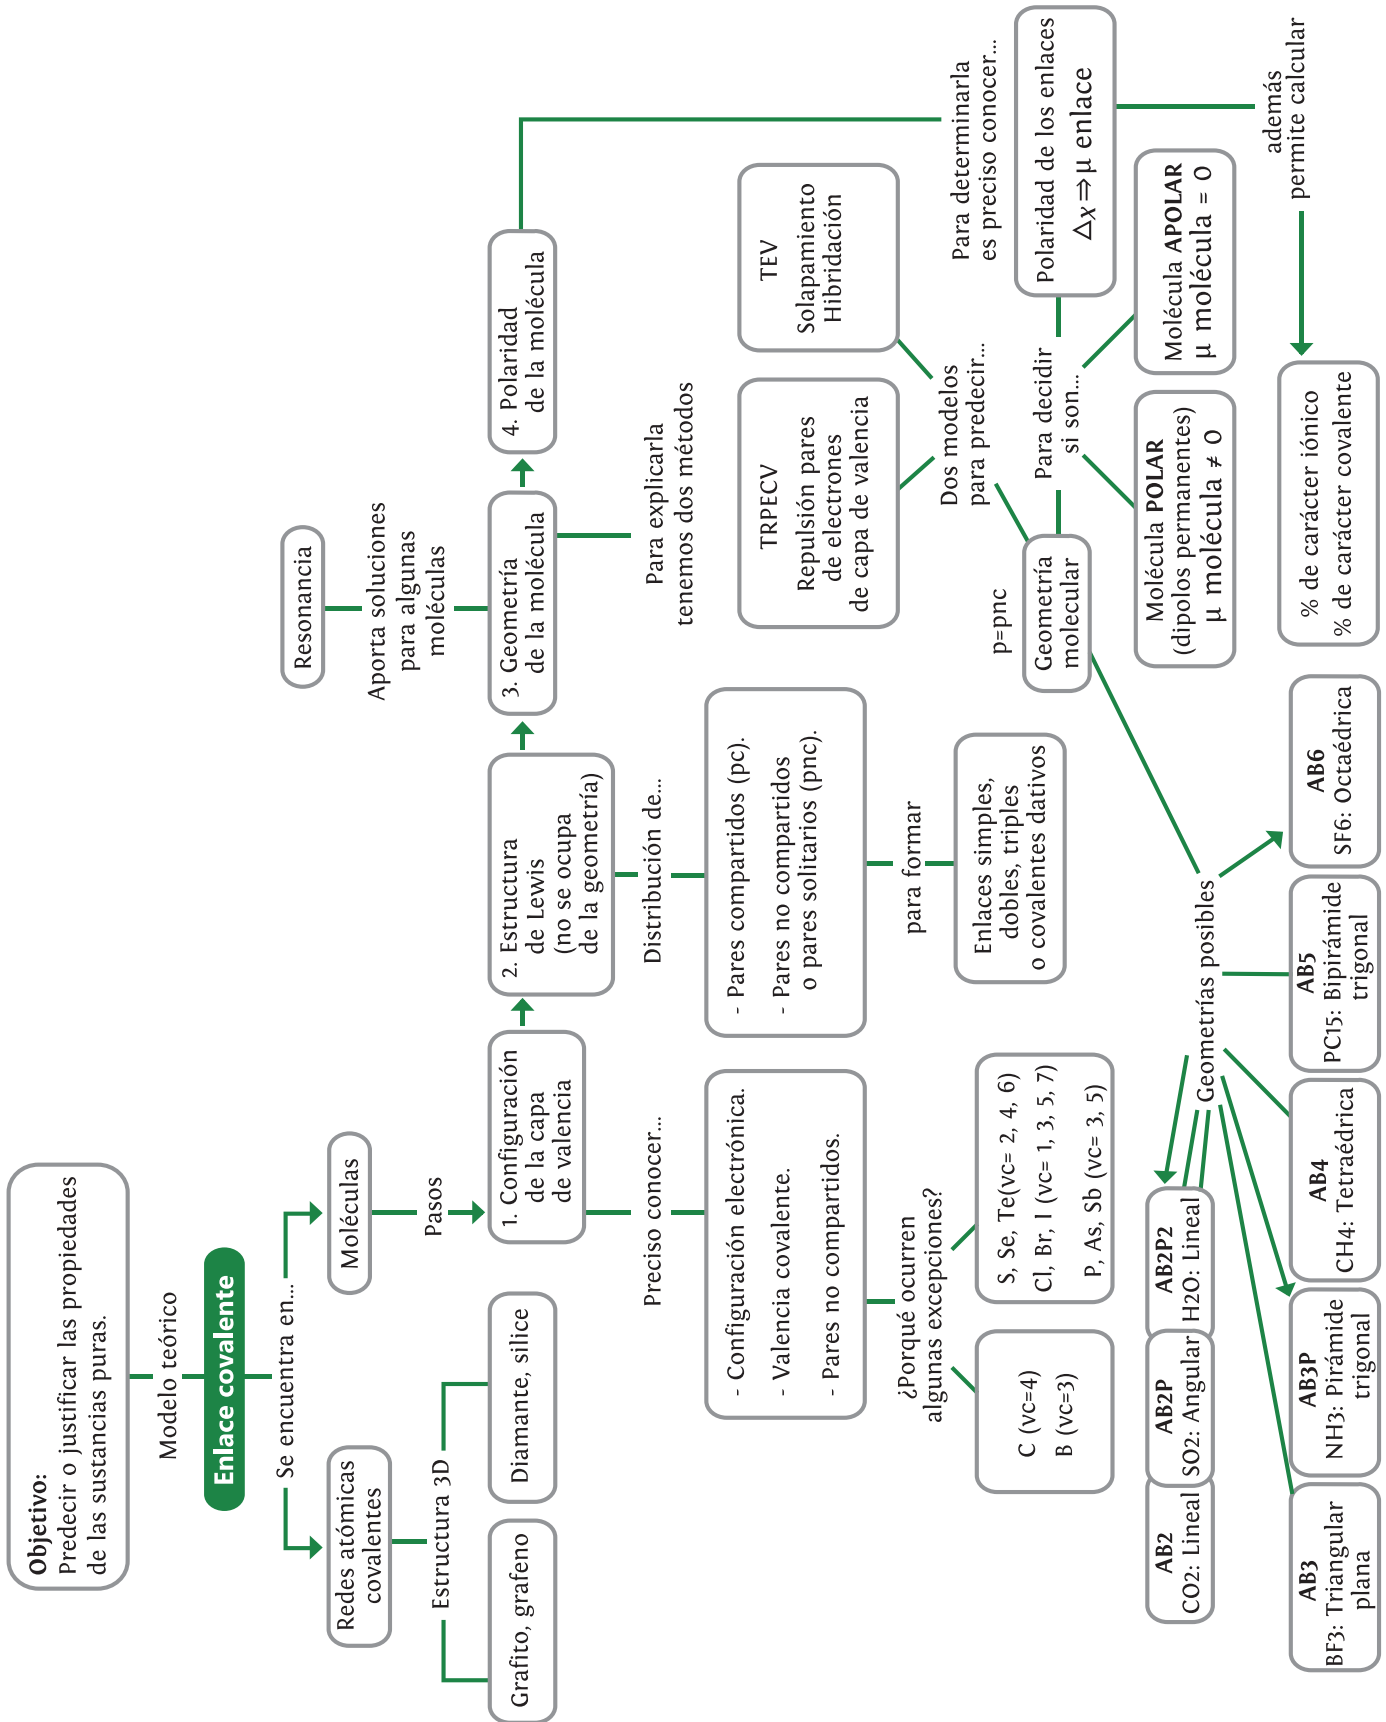 Objetivo:
Predecir o justificar las propiedades
de las sustancias puras.
Modelo teórico
Enlace covalente
Se encuentra en...
Redes atómicas
covalentes
Estructura 3D
Grafito, grafeno
Diamante, silice
Moléculas
Pasos
1. Configuración
de la capa
de valencia
2. Estructura
de Lewis
(no se ocupa
de la geometría)
3. Geometría
de la molécula
4. Polaridad
de la molécula
Resonancia
Aporta soluciones
para algunas
moléculas
Preciso conocer...
- Configuración electrónica.
- Valencia covalente.
- Pares no compartidos.
¿Porqué ocurren
algunas excepciones?
C (vc=4)
B (vc=3)
S, Se, Te(vc= 2, 4, 6)
Cl, Br, I (vc= 1, 3, 5, 7)
P, As, Sb (vc= 3, 5)
Distribución de...
- Pares compartidos (pc).
- Pares no compartidos
o pares solitarios (pnc).
para formar
Enlaces simples,
dobles, triples
o covalentes dativos
Para explicarla
tenemos dos métodos
TRPECV
Repulsión pares
de electrones
de capa de valencia
TEV
Solapamiento
Hibridación
Dos modelos
para predecir...
p=pnc
Geometría
molecular
Para determinarla
es preciso conocer...
Polaridad de los enlaces
△x⇒μ enlace
Para decidir
si son...
Molécula POLAR
(dipolos permanentes)
μ molécula ≠ 0
Molécula APOLAR
μ molécula = 0
además
permite calcular
% de carácter iónico
% de carácter covalente
Geometrías posibles
AB2
CO2: Lineal
AB2P
SO2: Angular
AB2P2
H2O: Lineal
AB3
BF3: Triangular
plana
AB3P
NH3: Pirámide
trigonal
AB4
CH4: Tetraédrica
AB5
PC15: Bipirámide
trigonal
AB6
SF6: Octaédrica